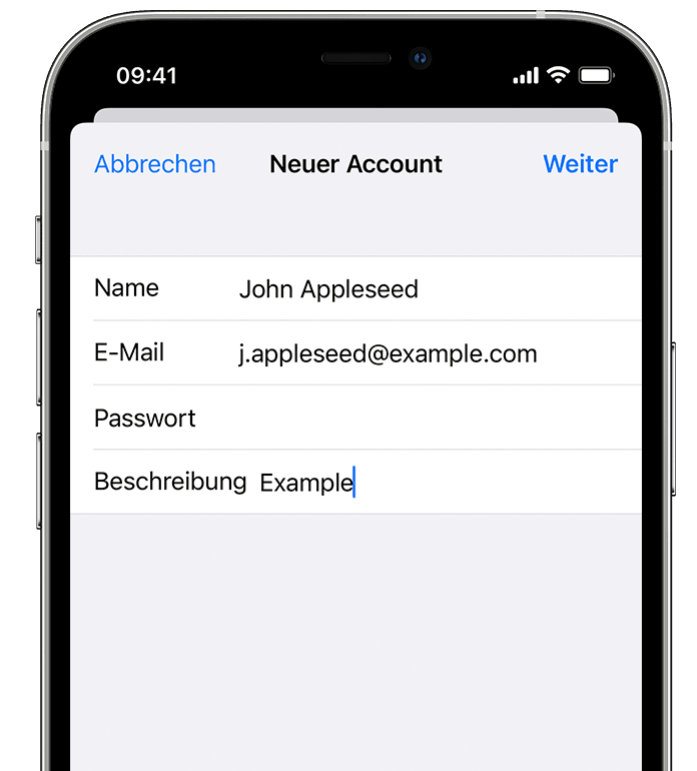 09:41
Abbrechen Neuer Account Weiter
Name John Appleseed
E-Mail j.appleseed@example.com
Passwort
Beschreibung Example